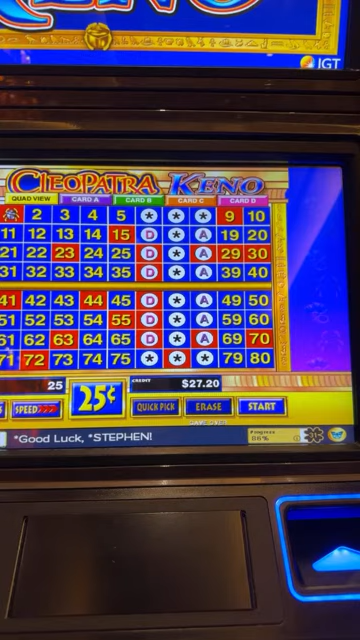 IGT
CLEOPATRA KENO
QUAD VIEW CARD A CARD B CARD C CARD D
2 3 4 5 * * * 9 10
11 12 13 14 15 D * A 19 20
21 22 23 24 25 D * A 29 30
31 32 33 34 35 D * A 39 40
41 42 43 44 45 D * A 49 50
51 52 53 54 55 D * A 59 60
61 62 63 64 65 D * A 69 70
71 72 73 74 75 * * * 79 80
25 25¢ CREDIT $27.20
SPEED QUICK PICK ERASE START
*Good Luck, *STEPHEN!
Progress
86%